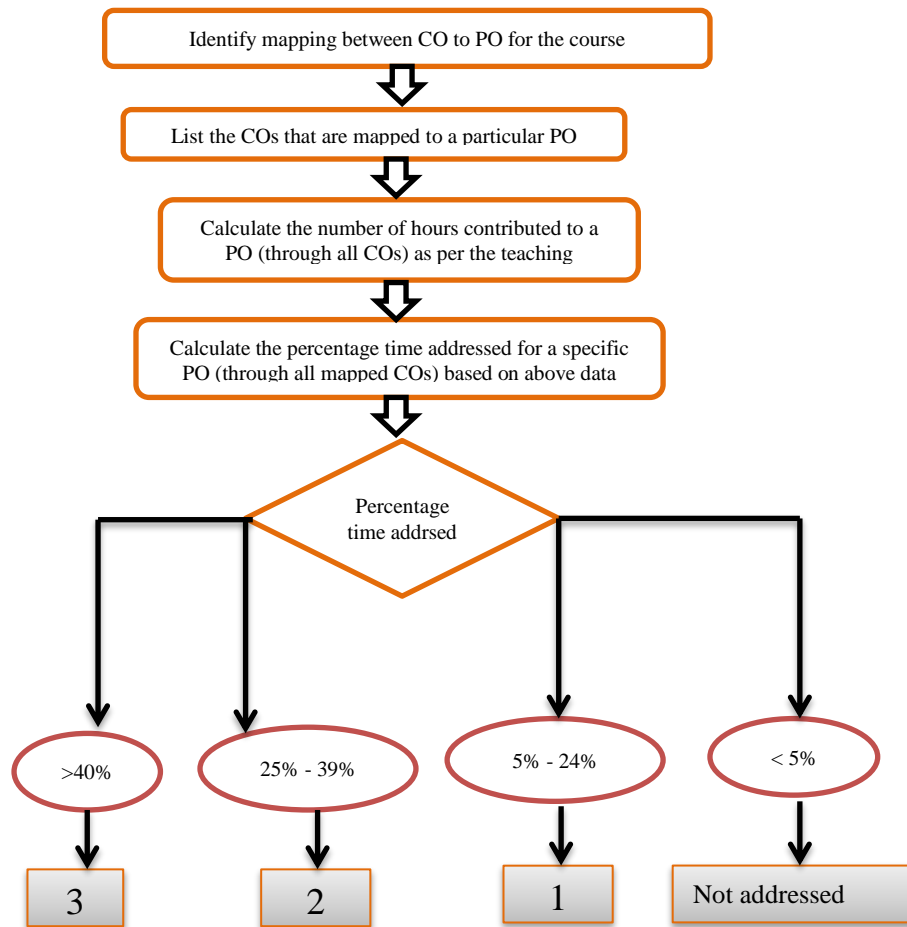 Identify mapping between CO to PO for the course
List the COs that are mapped to a particular PO
Calculate the number of hours contributed to a
PO (through all COs) as per the teaching
Calculate the percentage time addressed for a specific
PO (through all mapped COs) based on above data
Percentage
time addrsed
>40%
25% - 39%
5% - 24%
< 5%
3
2
1
Not addressed